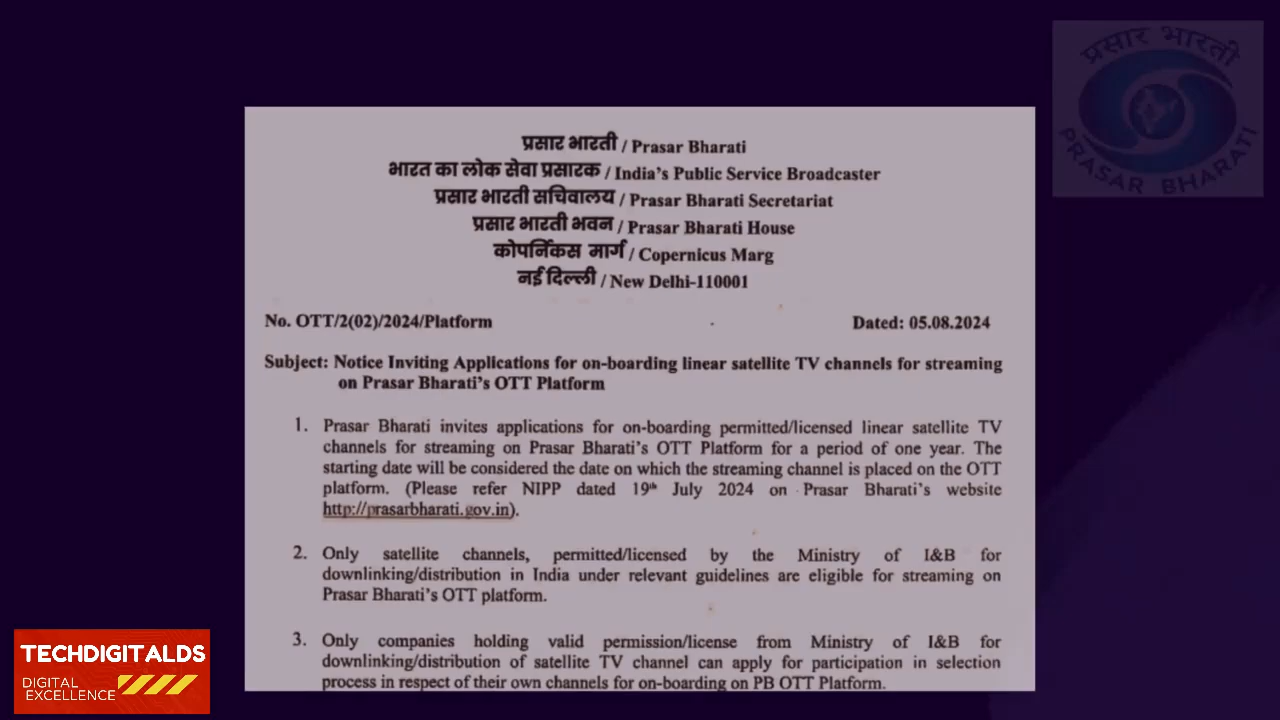 प्रसार भारती
PRASAR BHARATI
प्रसार भारती / Prasar Bharati
भारत का लोक सेवा प्रसारक / India's Public Service Broadcaster
प्रसार भारती सचिवालय / Prasar Bharati Secretariat
प्रसार भारती भवन / Prasar Bharati House
कोपर्निकस मार्ग / Copernicus Marg
नई दिल्ली / New Delhi-110001
No. OTT/2(02)/2024/Platform Dated: 05.08.2024
Subject: Notice Inviting Applications for on-boarding linear satellite TV channels for streaming
on Prasar Bharati's OTT Platform
1. Prasar Bharati invites applications for on-boarding permitted/licensed linear satellite TV
channels for streaming on Prasar Bharati's OTT Platform for a period of one year. The
starting date will be considered the date on which the streaming channel is placed on the OTT
platform. (Please refer NIPP dated 19th July 2024 on Prasar Bharati's website
http://prasarbharati.gov.in).
2. Only satellite channels, permitted/licensed by the Ministry of I&B for
downlinking/distribution in India under relevant guidelines are eligible for streaming on
Prasar Bharati's OTT platform.
3. Only companies holding valid permission/license from Ministry of I&B for
downlinking/distribution of satellite TV channel can apply for participation in selection
process in respect of their own channels for on-boarding on PB OTT Platform.
TECHDIGITALDS
DIGITAL
EXCELLENCE